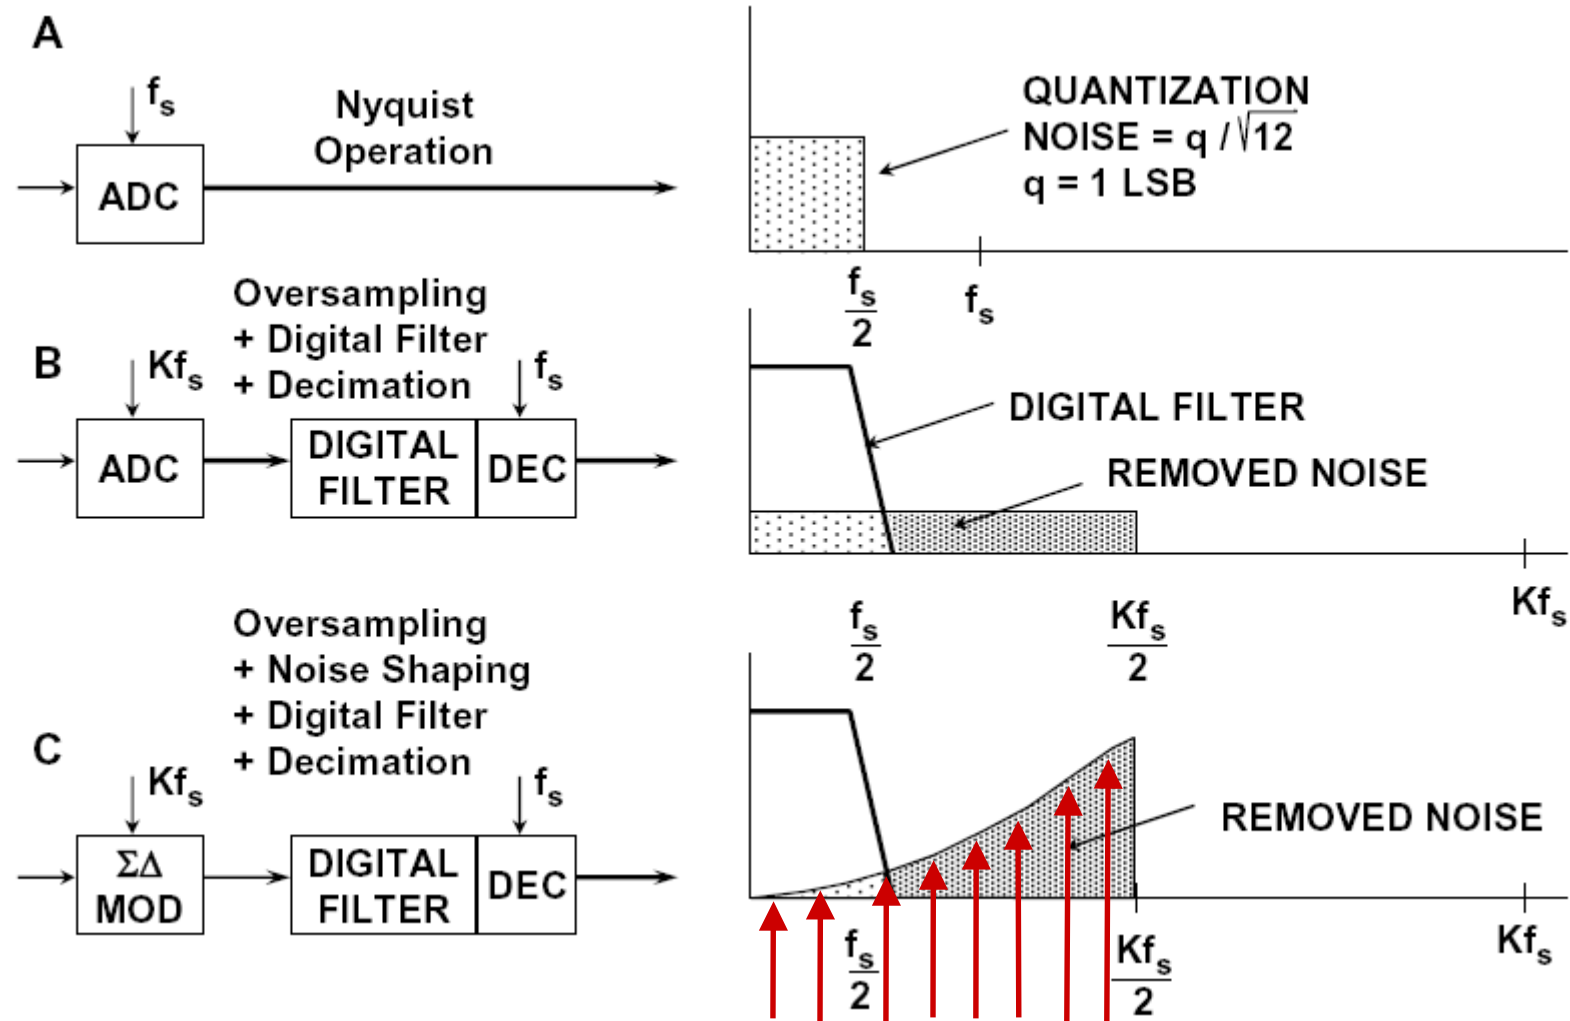 A
fs
Nyquist
Operation
ADC
QUANTIZATION
NOISE = q / √12
q = 1 LSB
fs
2
fs
B
Oversampling
+ Digital Filter
+ Decimation
Kfs
fs
ADC
DIGITAL
FILTER
DEC
DIGITAL FILTER
REMOVED NOISE
fs
2
Kfs
2
Kfs
C
Oversampling
+ Noise Shaping
+ Digital Filter
+ Decimation
Kfs
fs
ΣΔ
MOD
DIGITAL
FILTER
DEC
REMOVED NOISE
fs
2
Kfs
2
Kfs